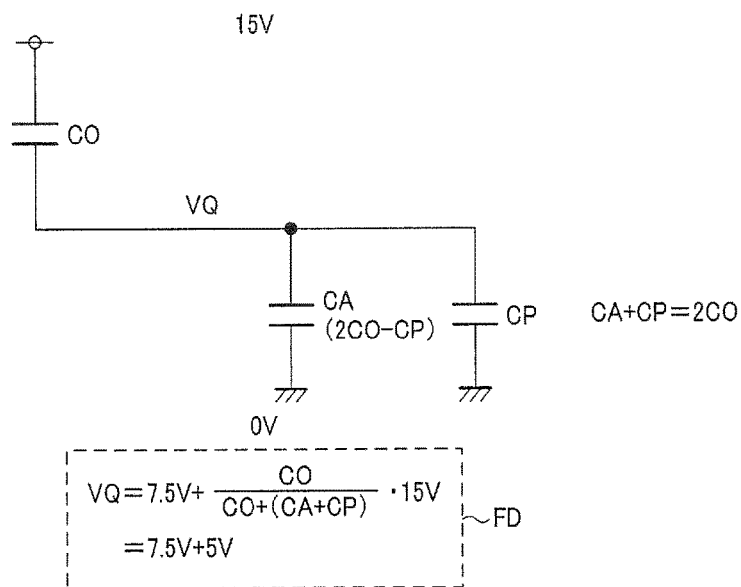 15V
CO
VQ
CA
(2CO-CP)
CP
CA+CP=2CO
0V
VQ=7.5V+ CO/CO+(CA+CP) ·15V
=7.5V+5V
FD